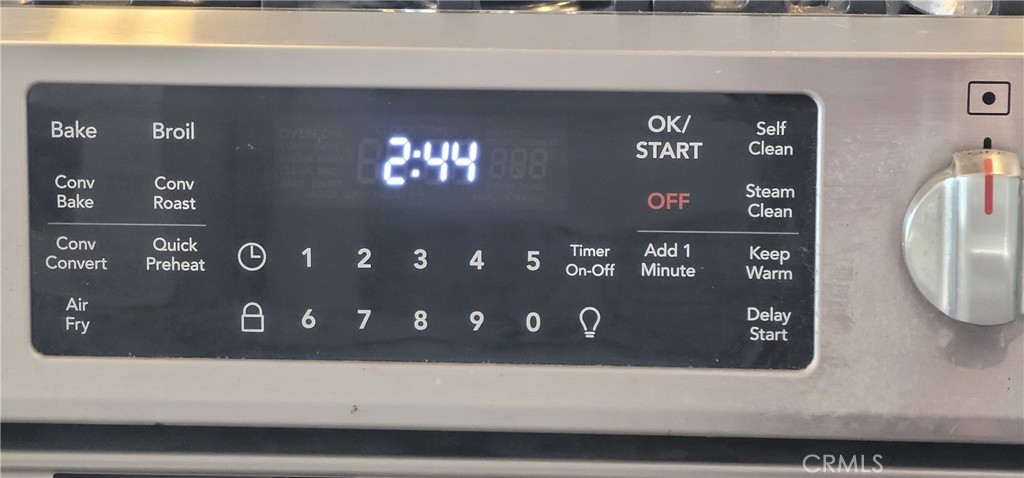 Bake
Broil
Conv
Bake
Conv
Roast
Conv
Convert
Quick
Preheat
Air
Fry
2:44
1 2 3 4 5
6 7 8 9 0
Timer
On-Off
OK/
START
OFF
Add 1
Minute
Self
Clean
Steam
Clean
Keep
Warm
Delay
Start
CRMLS